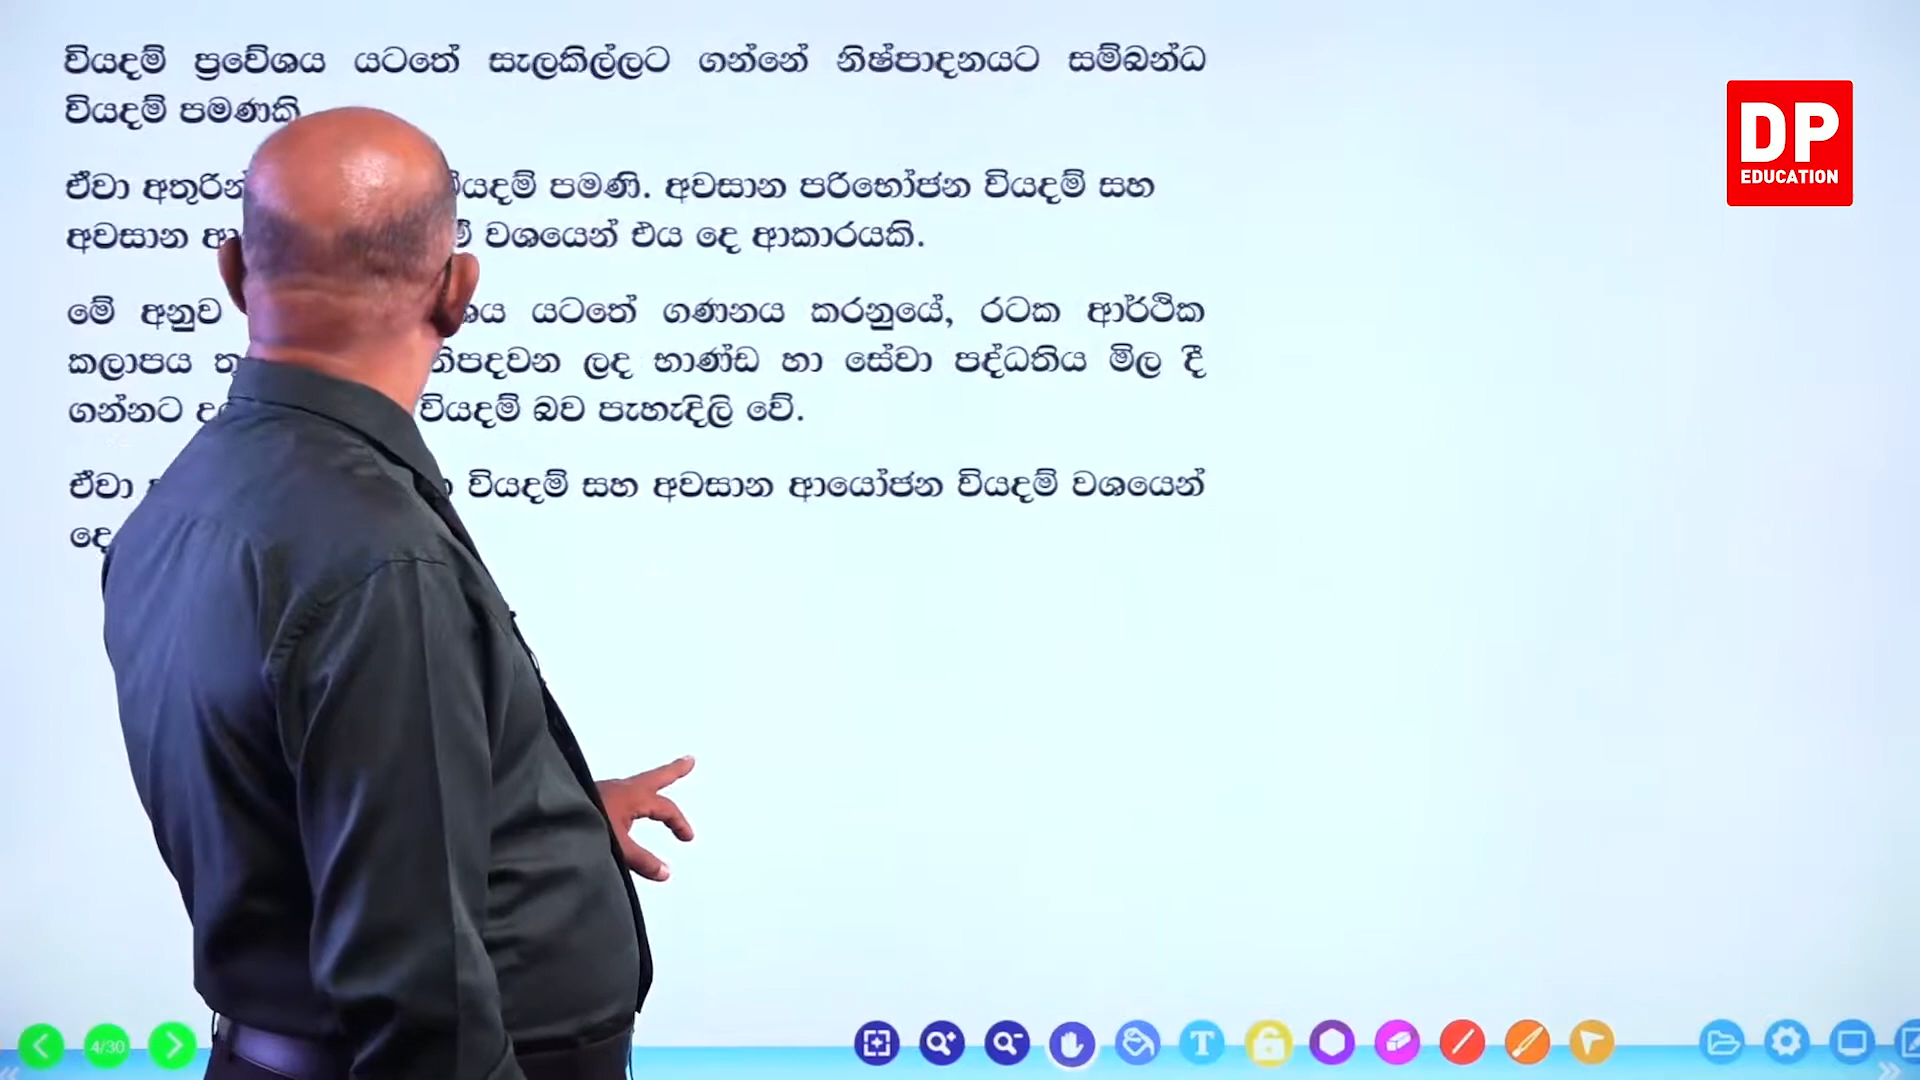 වියදම් ප්‍රවේශය යටතේ සැලකිල්ලට ගන්නේ නිෂ්පාදනයට සම්බන්ධ
වියදම් පමණකි
ඒවා අතුරින් වියදම් පමණි. අවසාන පරිභෝජන වියදම් සහ
අවසාන වශයෙන් එය දෙ ආකාරයකි.
මේ අනුව යටතේ ගණනය කරනුයේ, රටක ආර්ථික
කලාපය ලද භාණ්ඩ හා සේවා පද්ධතිය මිල දී
ගන්නට වියදම් බව පැහැදිලි වේ.
ඒවා වියදම් සහ අවසාන ආයෝජන වියදම් වශයෙන්
දෙ
DP
EDUCATION
4/30
T